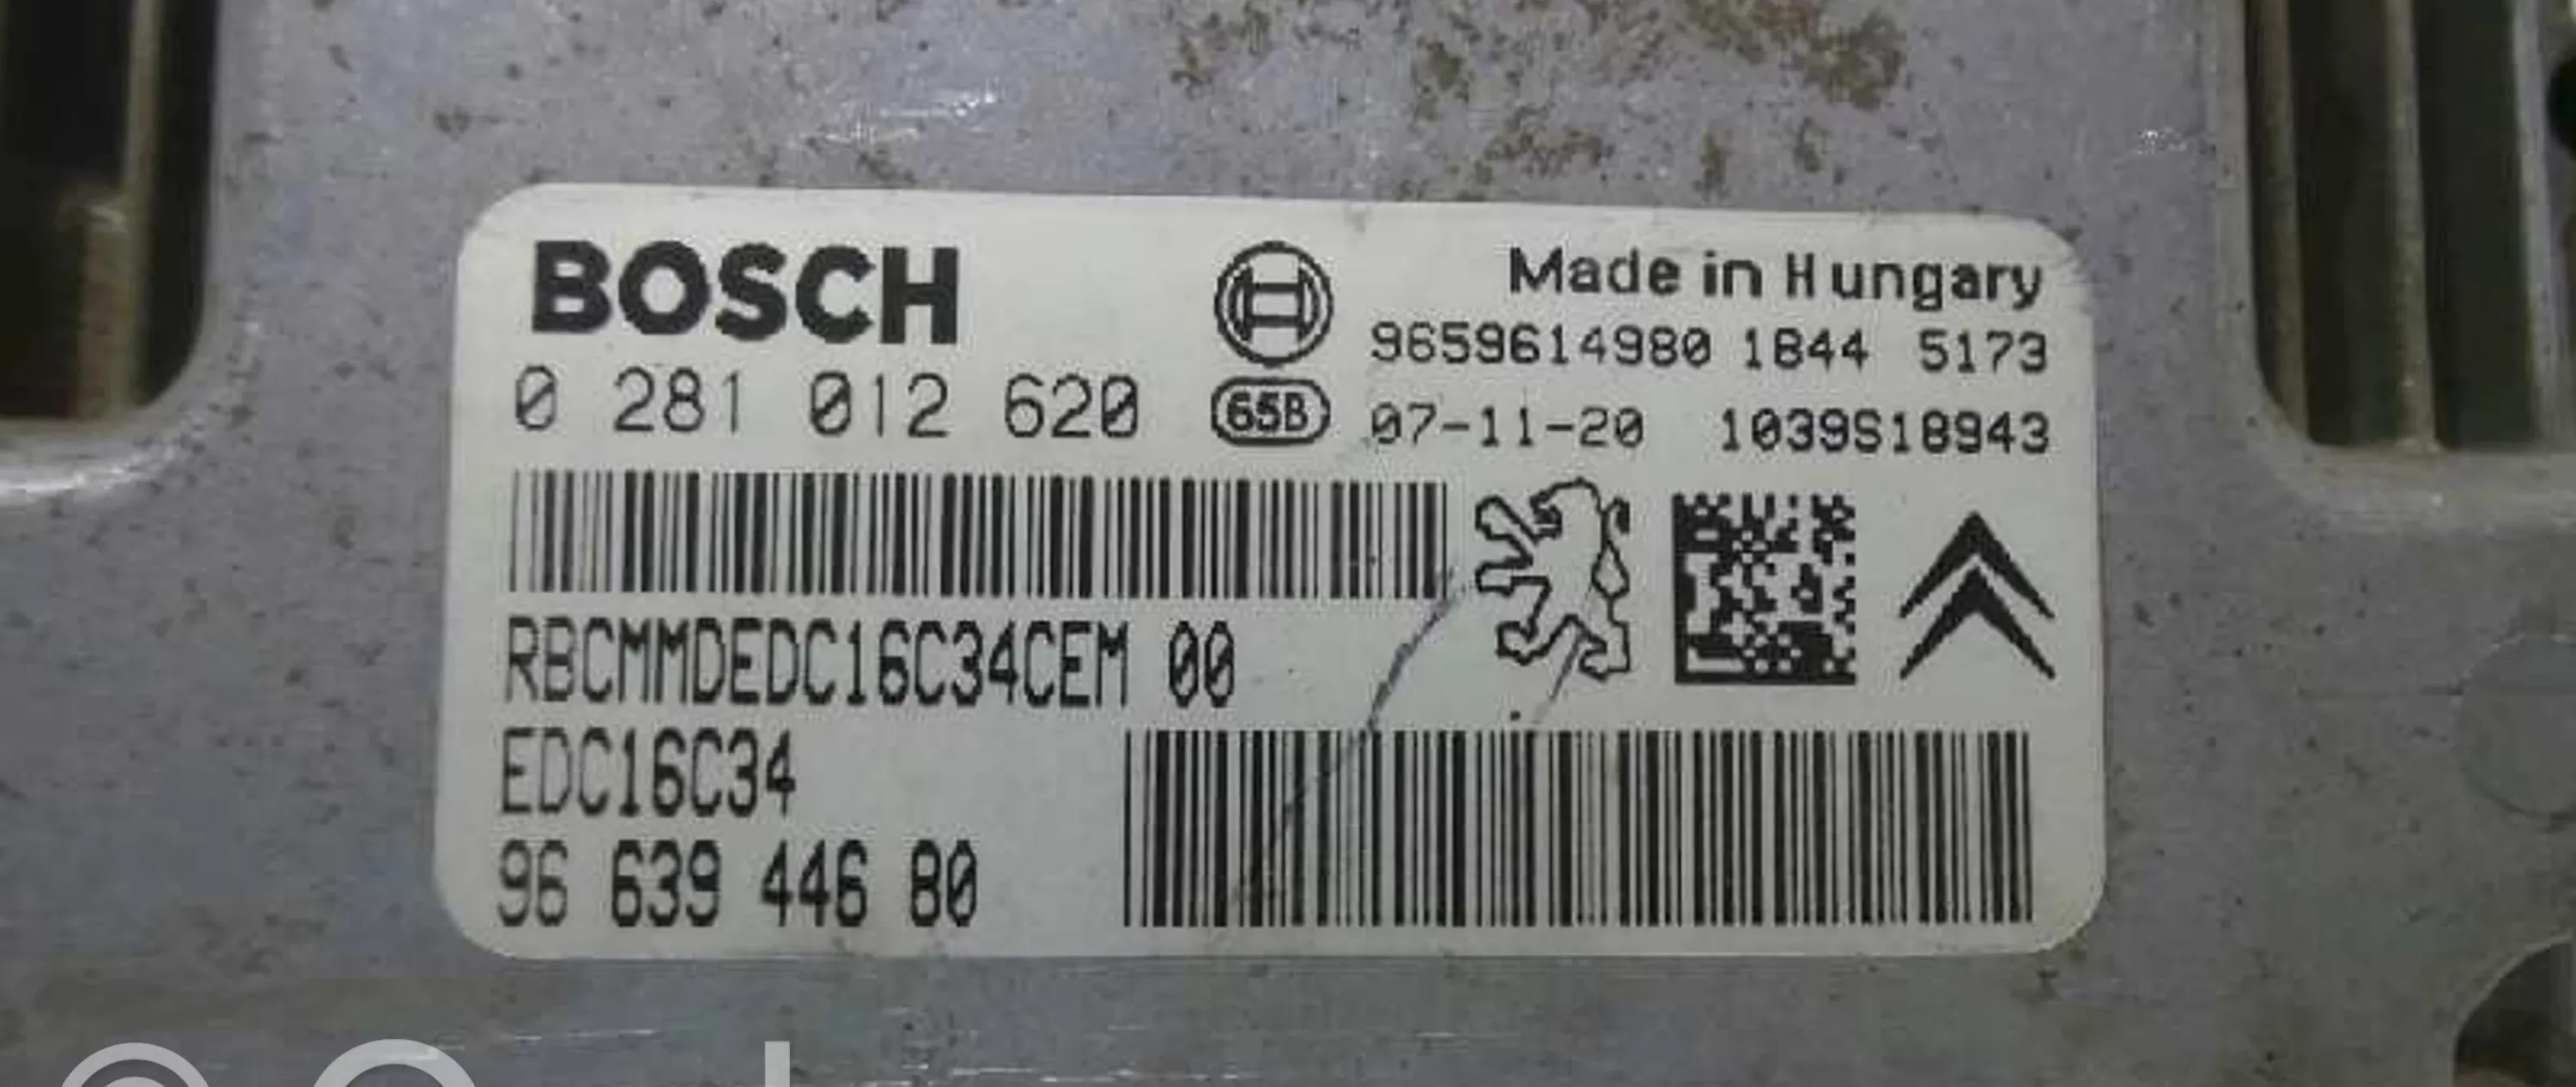 BOSCH
Made in Hungary
9659614980 1844 5173
0 281 012 620
65B
07-11-20 1039S18943
RBCMMDEDC16C34CEM 00
EDC16C34
96 639 446 80